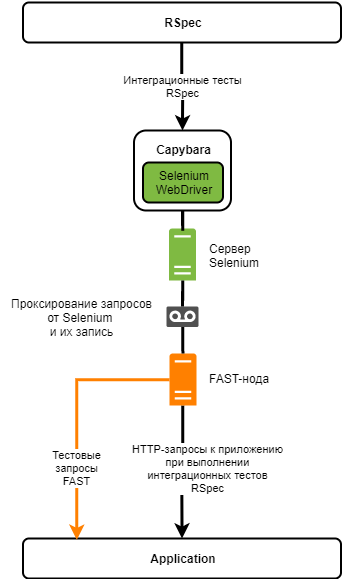 RSpec
Интеграционные тесты
RSpec
Capybara
Selenium
WebDriver
Сервер
Selenium
Проксирование запросов
от Selenium
и их запись
FAST-нода
Тестовые
запросы
FAST
HTTP-запросы к приложению
при выполнении
интеграционных тестов
RSpec
Application